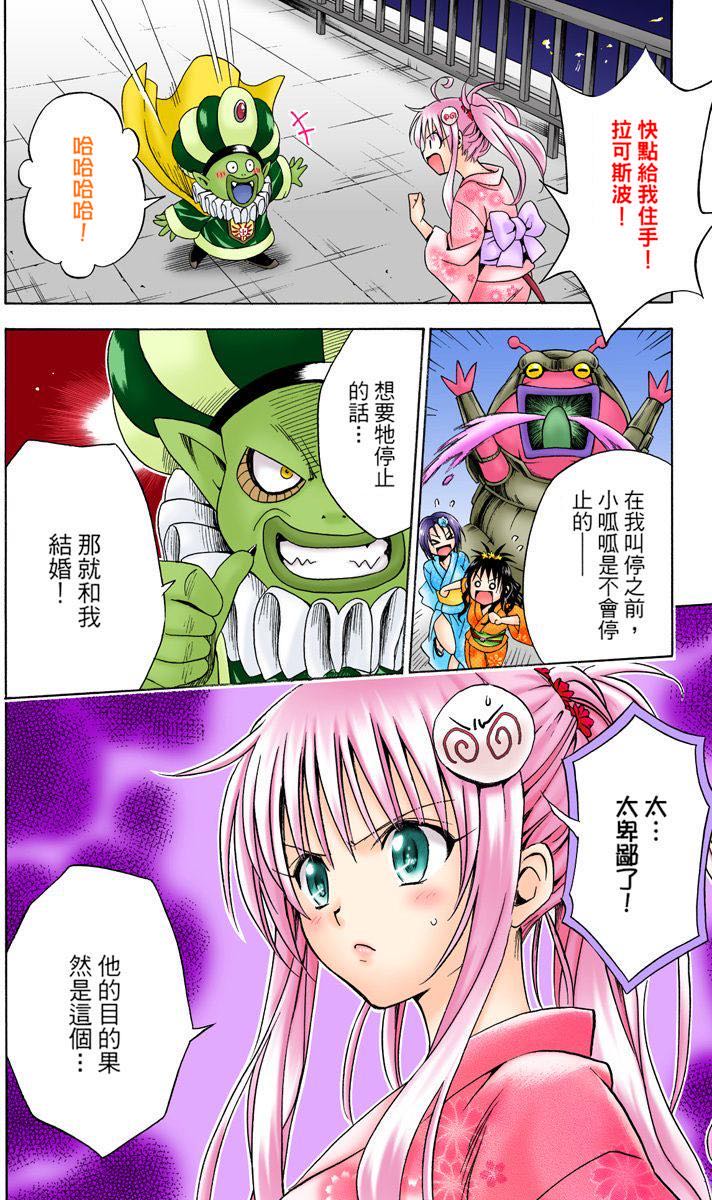 快點給我住手！
拉可斯波！
哈哈哈哈！
在我叫停之前，
小呱呱是不會停
止的——
想要牠停止
的話…
那就和我
結婚！
太…
太卑鄙了！
他的目的果
然是這個…